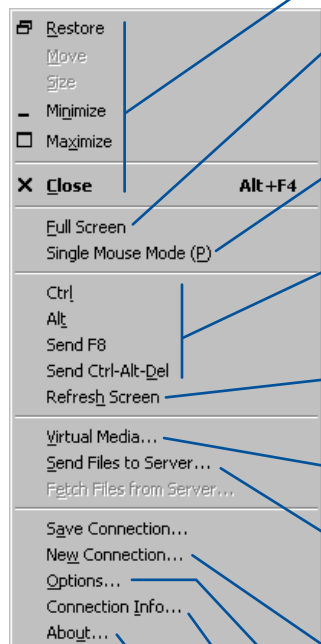 Restore
Move
Size
Minimize
Maximize
Close Alt+F4
Full Screen
Single Mouse Mode (P)
Ctrl
Alt
Send F8
Send Ctrl-Alt-Del
Refresh Screen
Virtual Media...
Send Files to Server...
Fetch Files from Server...
Save Connection...
New Connection...
Options...
Connection Info...
About...